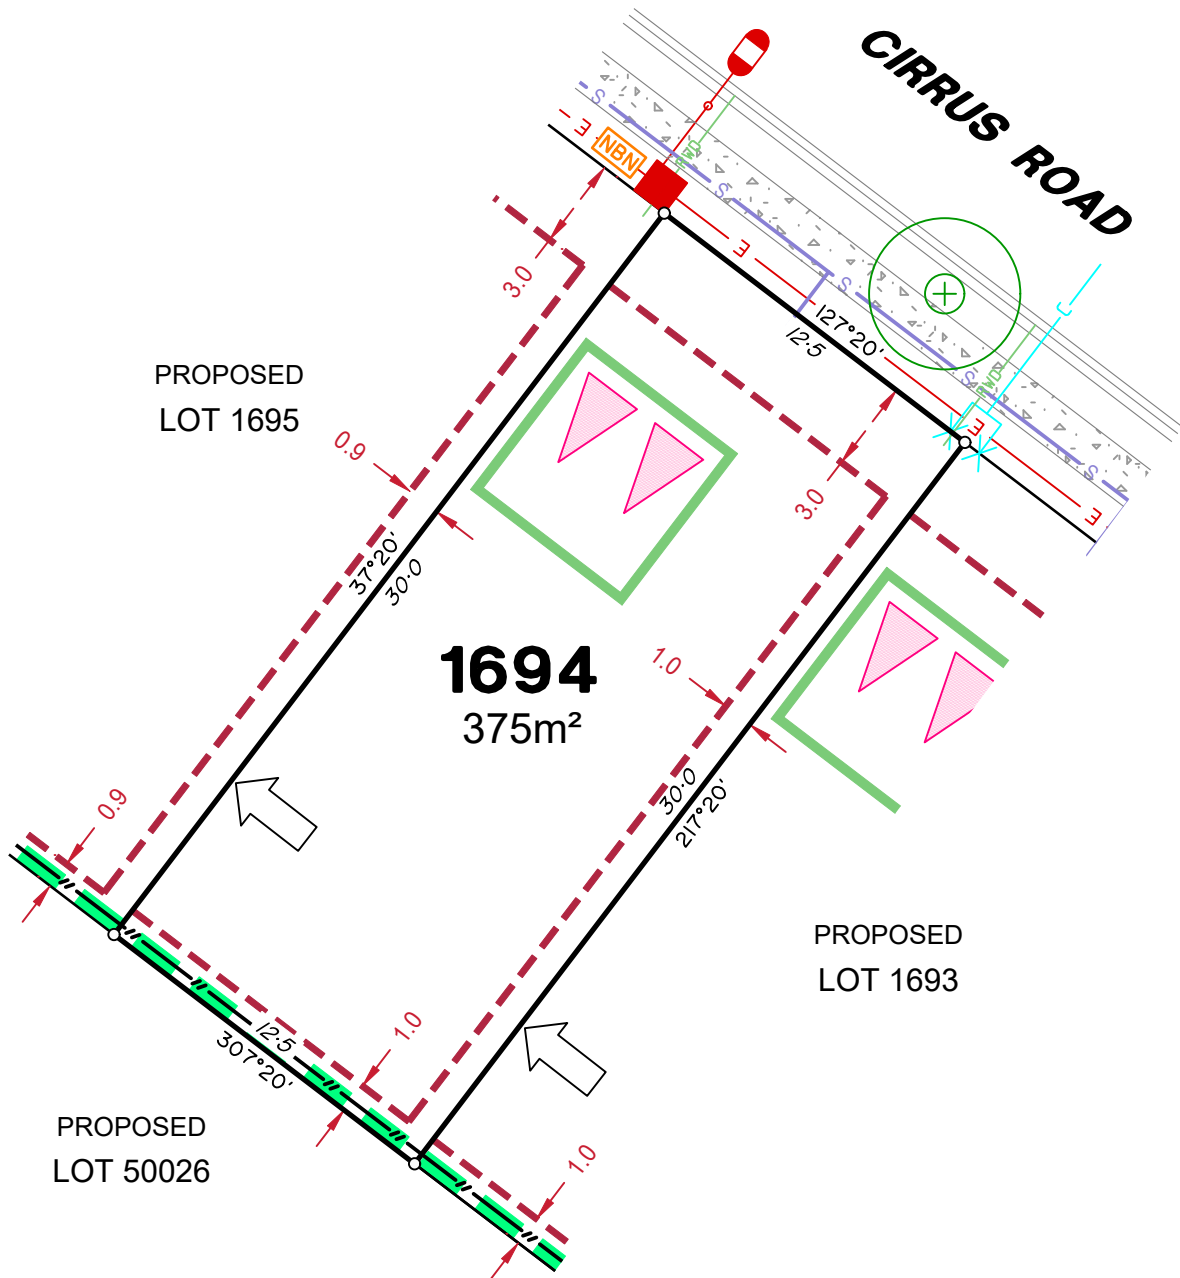 CIRRUS ROAD
NBN
E
S
RWD
S
E
3.0
127°20'
12·5
S
C
S
RWD
E
S
E
3.0
PROPOSED
LOT 1695
0.9
37°20'
30·0
1694
375m²
1.0
30·0
217°20'
0.9
PROPOSED
LOT 1693
12·5
307°20'
1.0
PROPOSED
LOT 50026
1.0